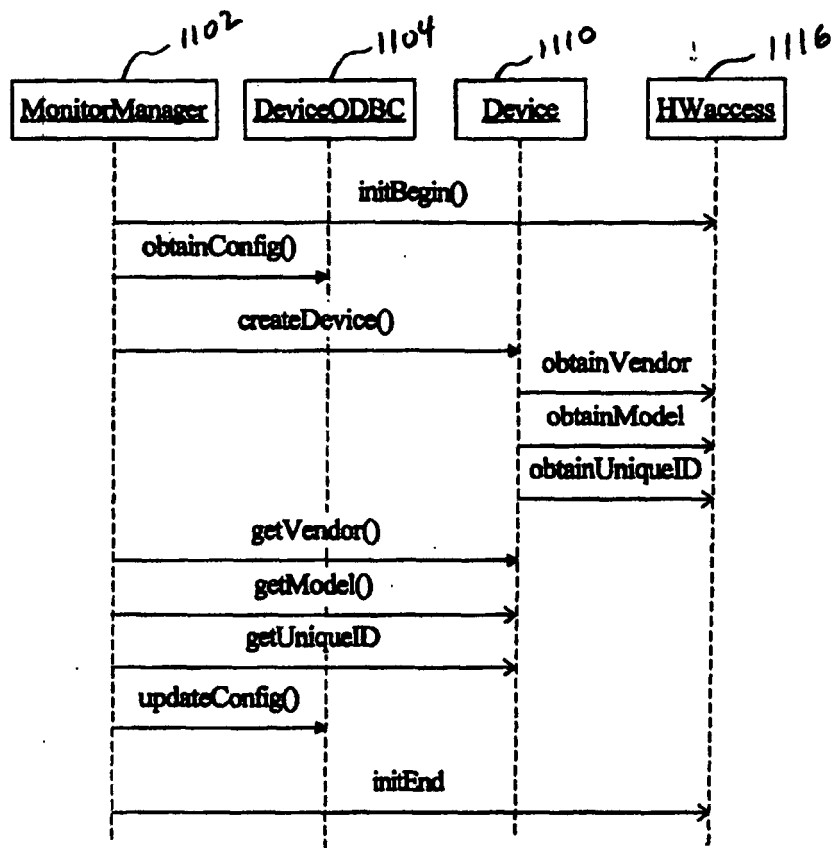 1102 1104 1110 1116
MonitorManager DeviceODBC Device HWaccess
initBegin()
obtainConfig()
createDevice()
obtainVendor
obtainModel
obtainUniqueID
getVendor()
getModel()
getUniqueID
updateConfig()
initEnd